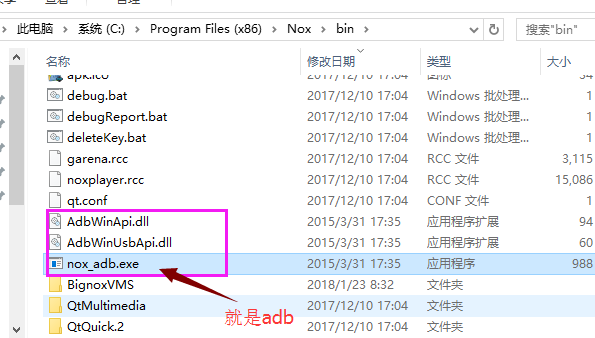 此电脑 › 系统 (C:) › Program Files (x86) › Nox › bin › 搜索"bin"
名称 修改日期 类型 大小
apk.ico 2017/12/10 17:04 图标 34
debug.bat 2017/12/10 17:04 Windows 批处理... 1
debugReport.bat 2017/12/10 17:04 Windows 批处理... 1
deleteKey.bat 2017/12/10 17:04 Windows 批处理... 1
garena.rcc 2017/12/10 17:04 RCC 文件 3,115
noxplayer.rcc 2017/12/10 17:04 RCC 文件 15,086
qt.conf 2017/12/10 17:04 CONF 文件 1
AdbWinApi.dll 2015/3/31 17:35 应用程序扩展 94
AdbWinUsbApi.dll 2015/3/31 17:35 应用程序扩展 60
nox_adb.exe 2015/3/31 17:35 应用程序 988
BignoxVMS 2018/1/23 8:32 文件夹
QtMultimedia 2017/12/10 17:04 文件夹
就是adb
QtQuick.2 2017/12/10 17:04 文件夹